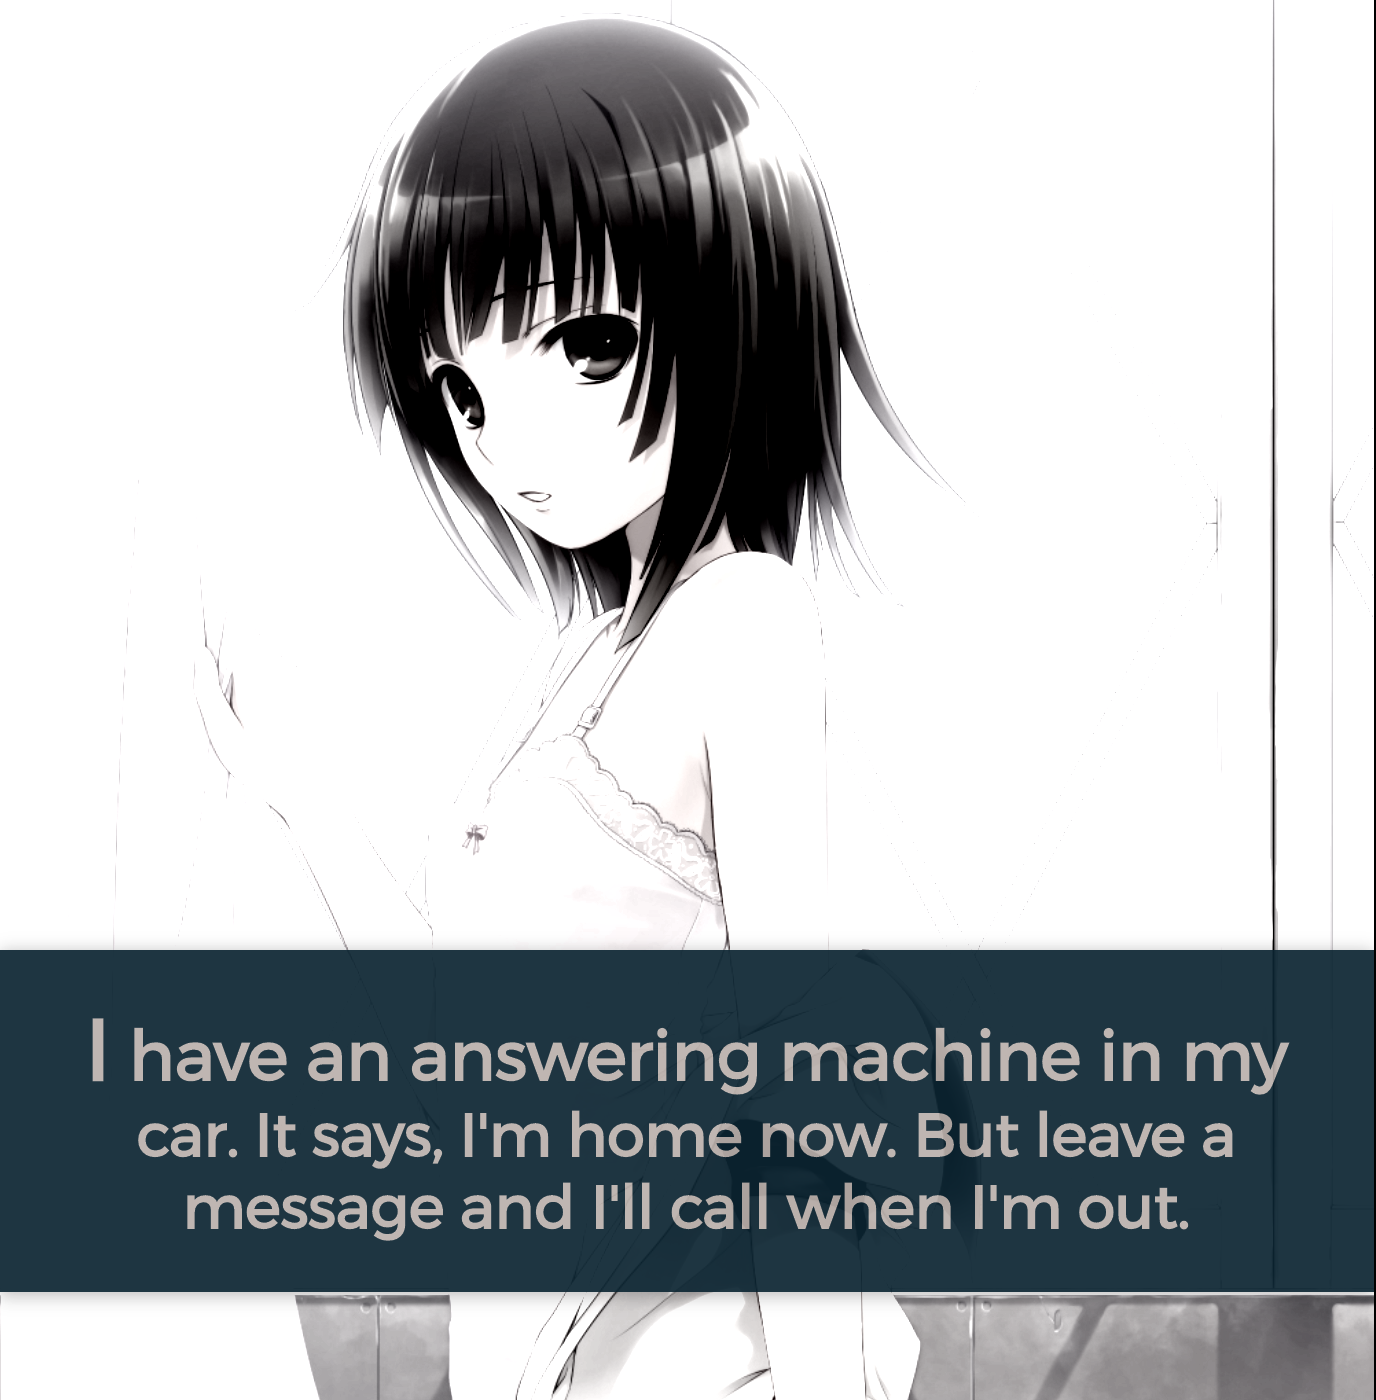 I have an answering machine in my
car. It says, I'm home now. But leave a
message and I'll call when I'm out.